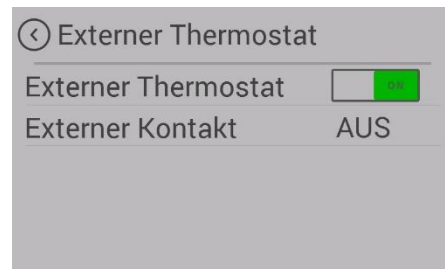 Externer Thermostat
Externer Thermostat ON
Externer Kontakt AUS